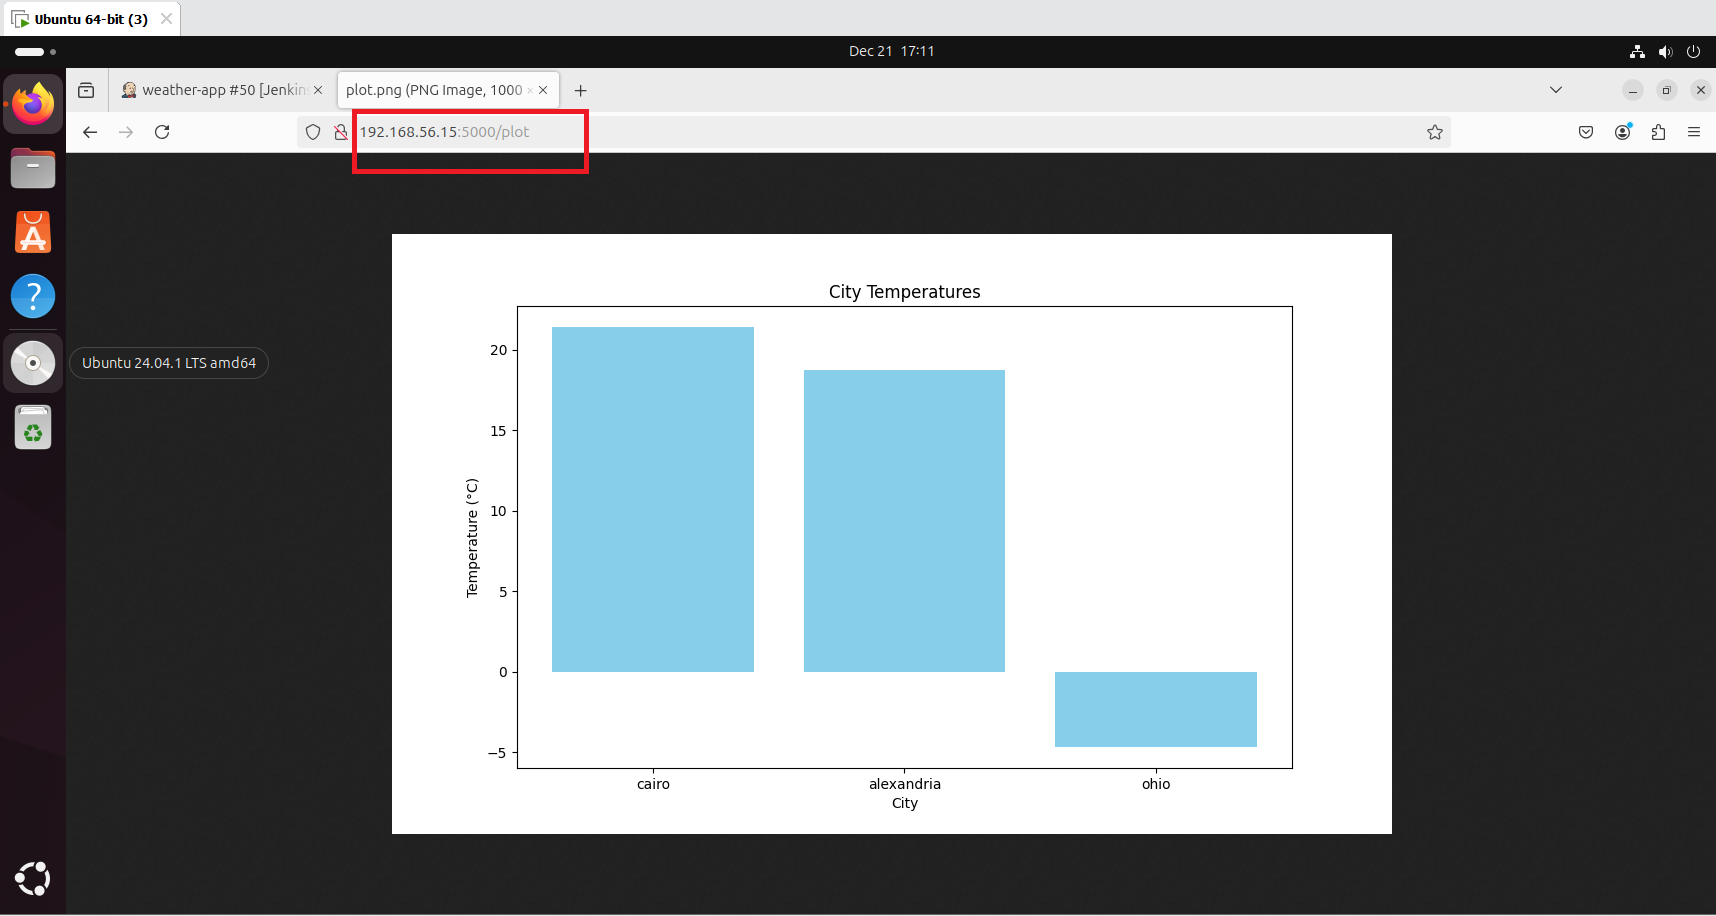 Ubuntu 64-bit (3)
Dec 21 17:11
weather-app #50 [Jenkins
plot.png (PNG Image, 1000 ×
192.168.56.15:5000/plot
Ubuntu 24.04.1 LTS amd64
City Temperatures
20
15
10
5
0
−5
Temperature (°C)
cairo
alexandria
ohio
City